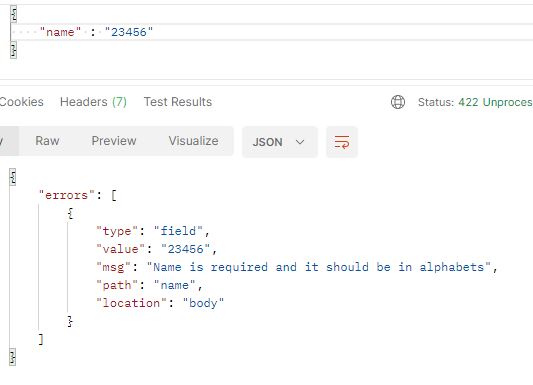 {
"name" : "23456"
}
Cookies Headers (7) Test Results Status: 422 Unproces
Raw Preview Visualize JSON
{
"errors": [
{
"type": "field",
"value": "23456",
"msg": "Name is required and it should be in alphabets",
"path": "name",
"location": "body"
}
]
}